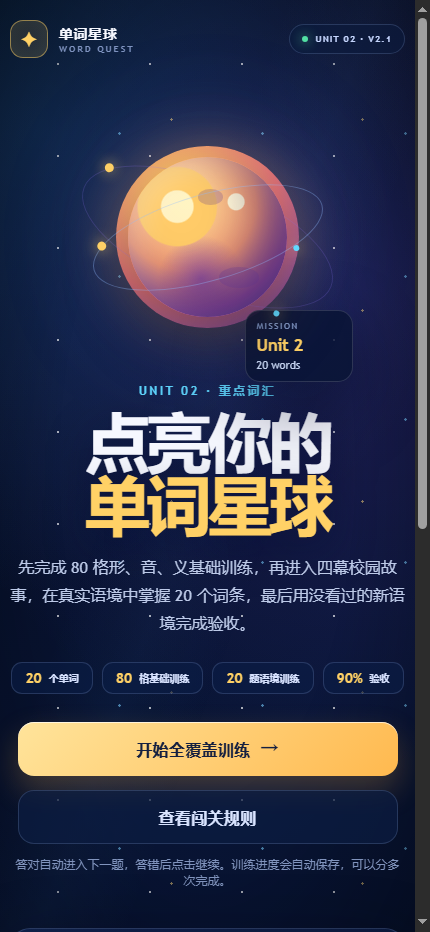 单词星球
WORD QUEST
UNIT 02 · V2.1
MISSION
Unit 2
20 words
UNIT 02 · 重点词汇
点亮你的
单词星球
先完成 80 格形、音、义基础训练，再进入四幕校园故
事，在真实语境中掌握 20 个词条，最后用没看过的新语
境完成验收。
20 个单词
80 格基础训练
20 题语境训练
90% 验收
开始全覆盖训练 →
查看闯关规则
答对自动进入下一题，答错后点击继续。训练进度会自动保存，可以分多
次完成。